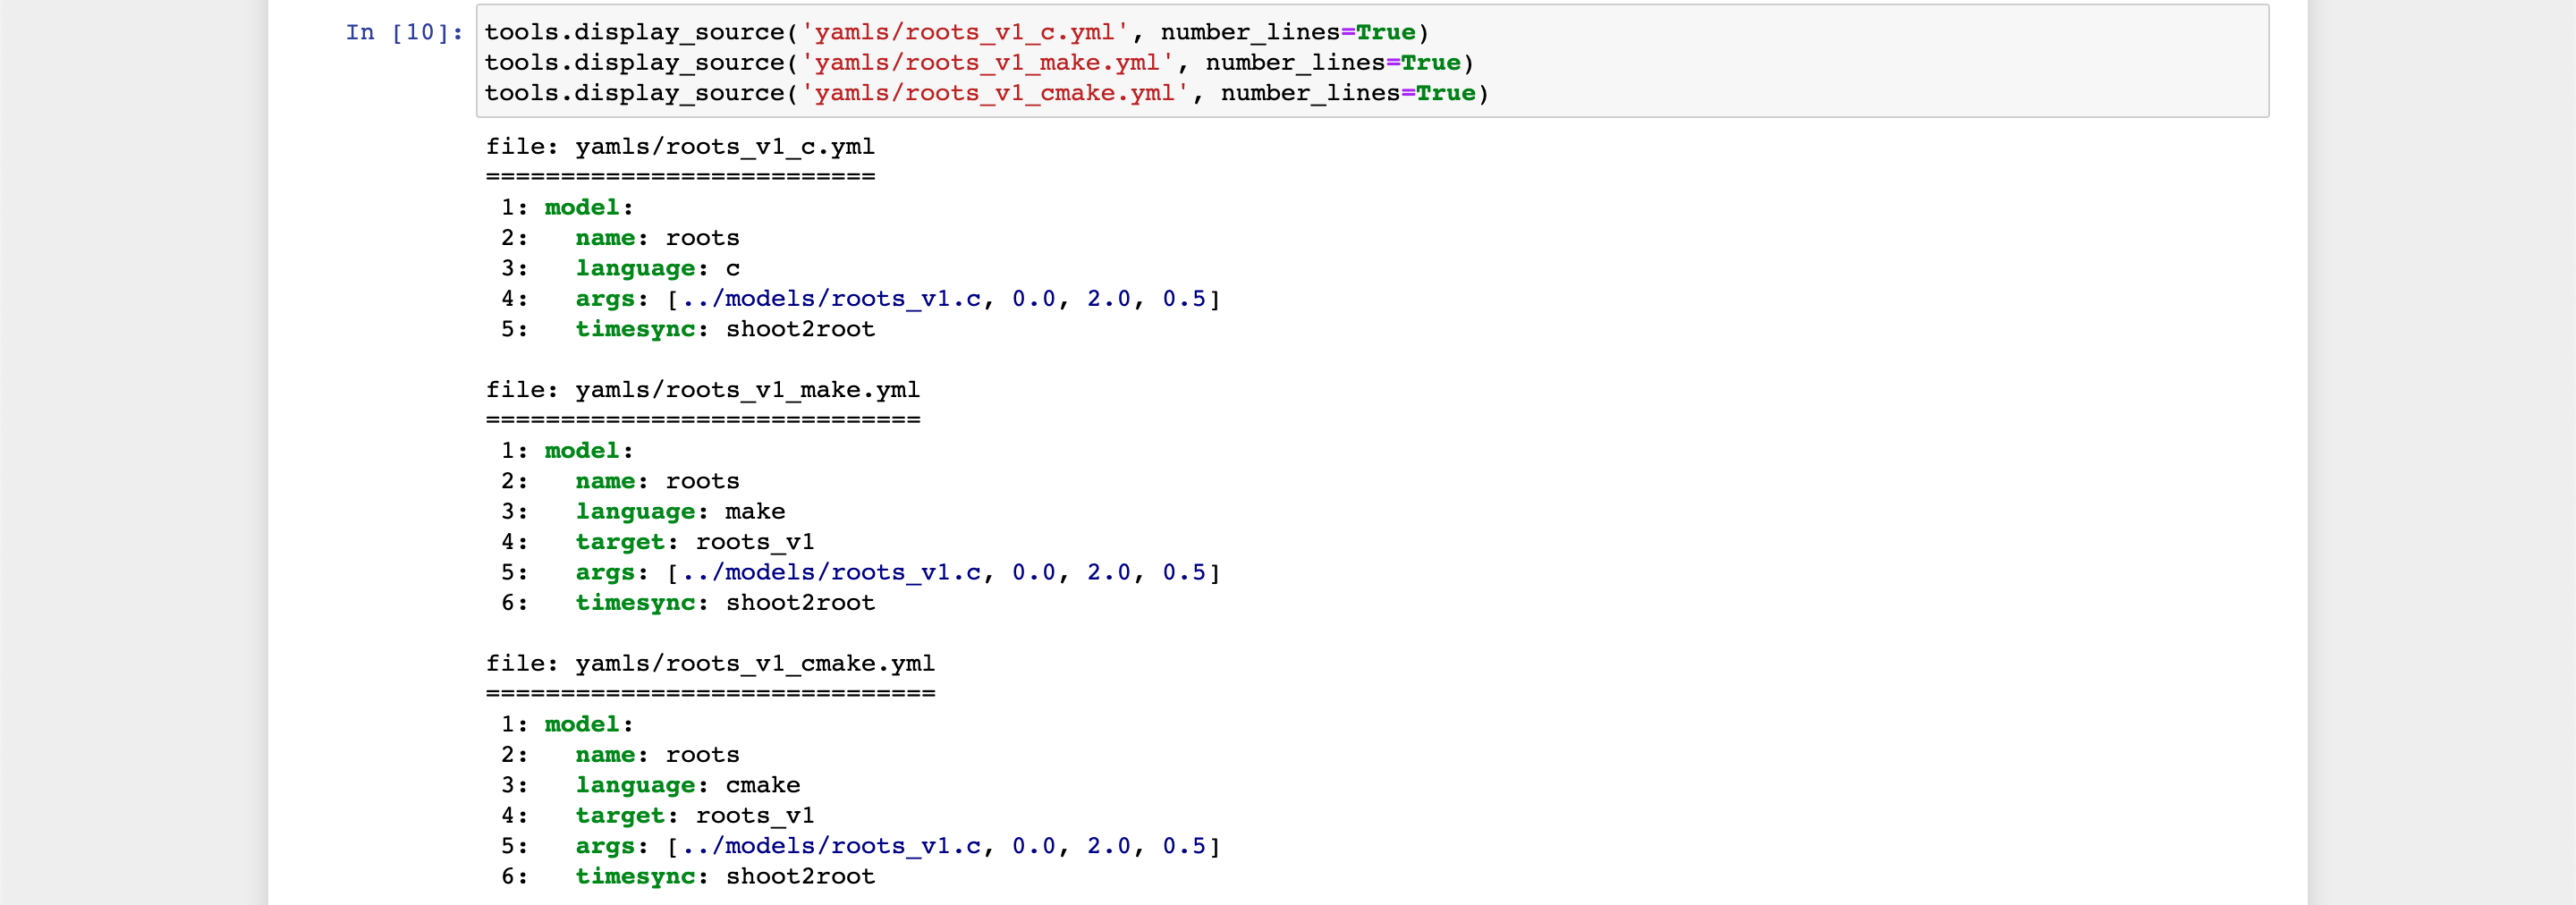 In [10]: tools.display_source('yamls/roots_v1_c.yml', number_lines=True)
tools.display_source('yamls/roots_v1_make.yml', number_lines=True)
tools.display_source('yamls/roots_v1_cmake.yml', number_lines=True)
file: yamls/roots_v1_c.yml
==========================
1: model:
2:   name: roots
3:   language: c
4:   args: [../models/roots_v1.c, 0.0, 2.0, 0.5]
5:   timesync: shoot2root
file: yamls/roots_v1_make.yml
=============================
1: model:
2:   name: roots
3:   language: make
4:   target: roots_v1
5:   args: [../models/roots_v1.c, 0.0, 2.0, 0.5]
6:   timesync: shoot2root
file: yamls/roots_v1_cmake.yml
==============================
1: model:
2:   name: roots
3:   language: cmake
4:   target: roots_v1
5:   args: [../models/roots_v1.c, 0.0, 2.0, 0.5]
6:   timesync: shoot2root